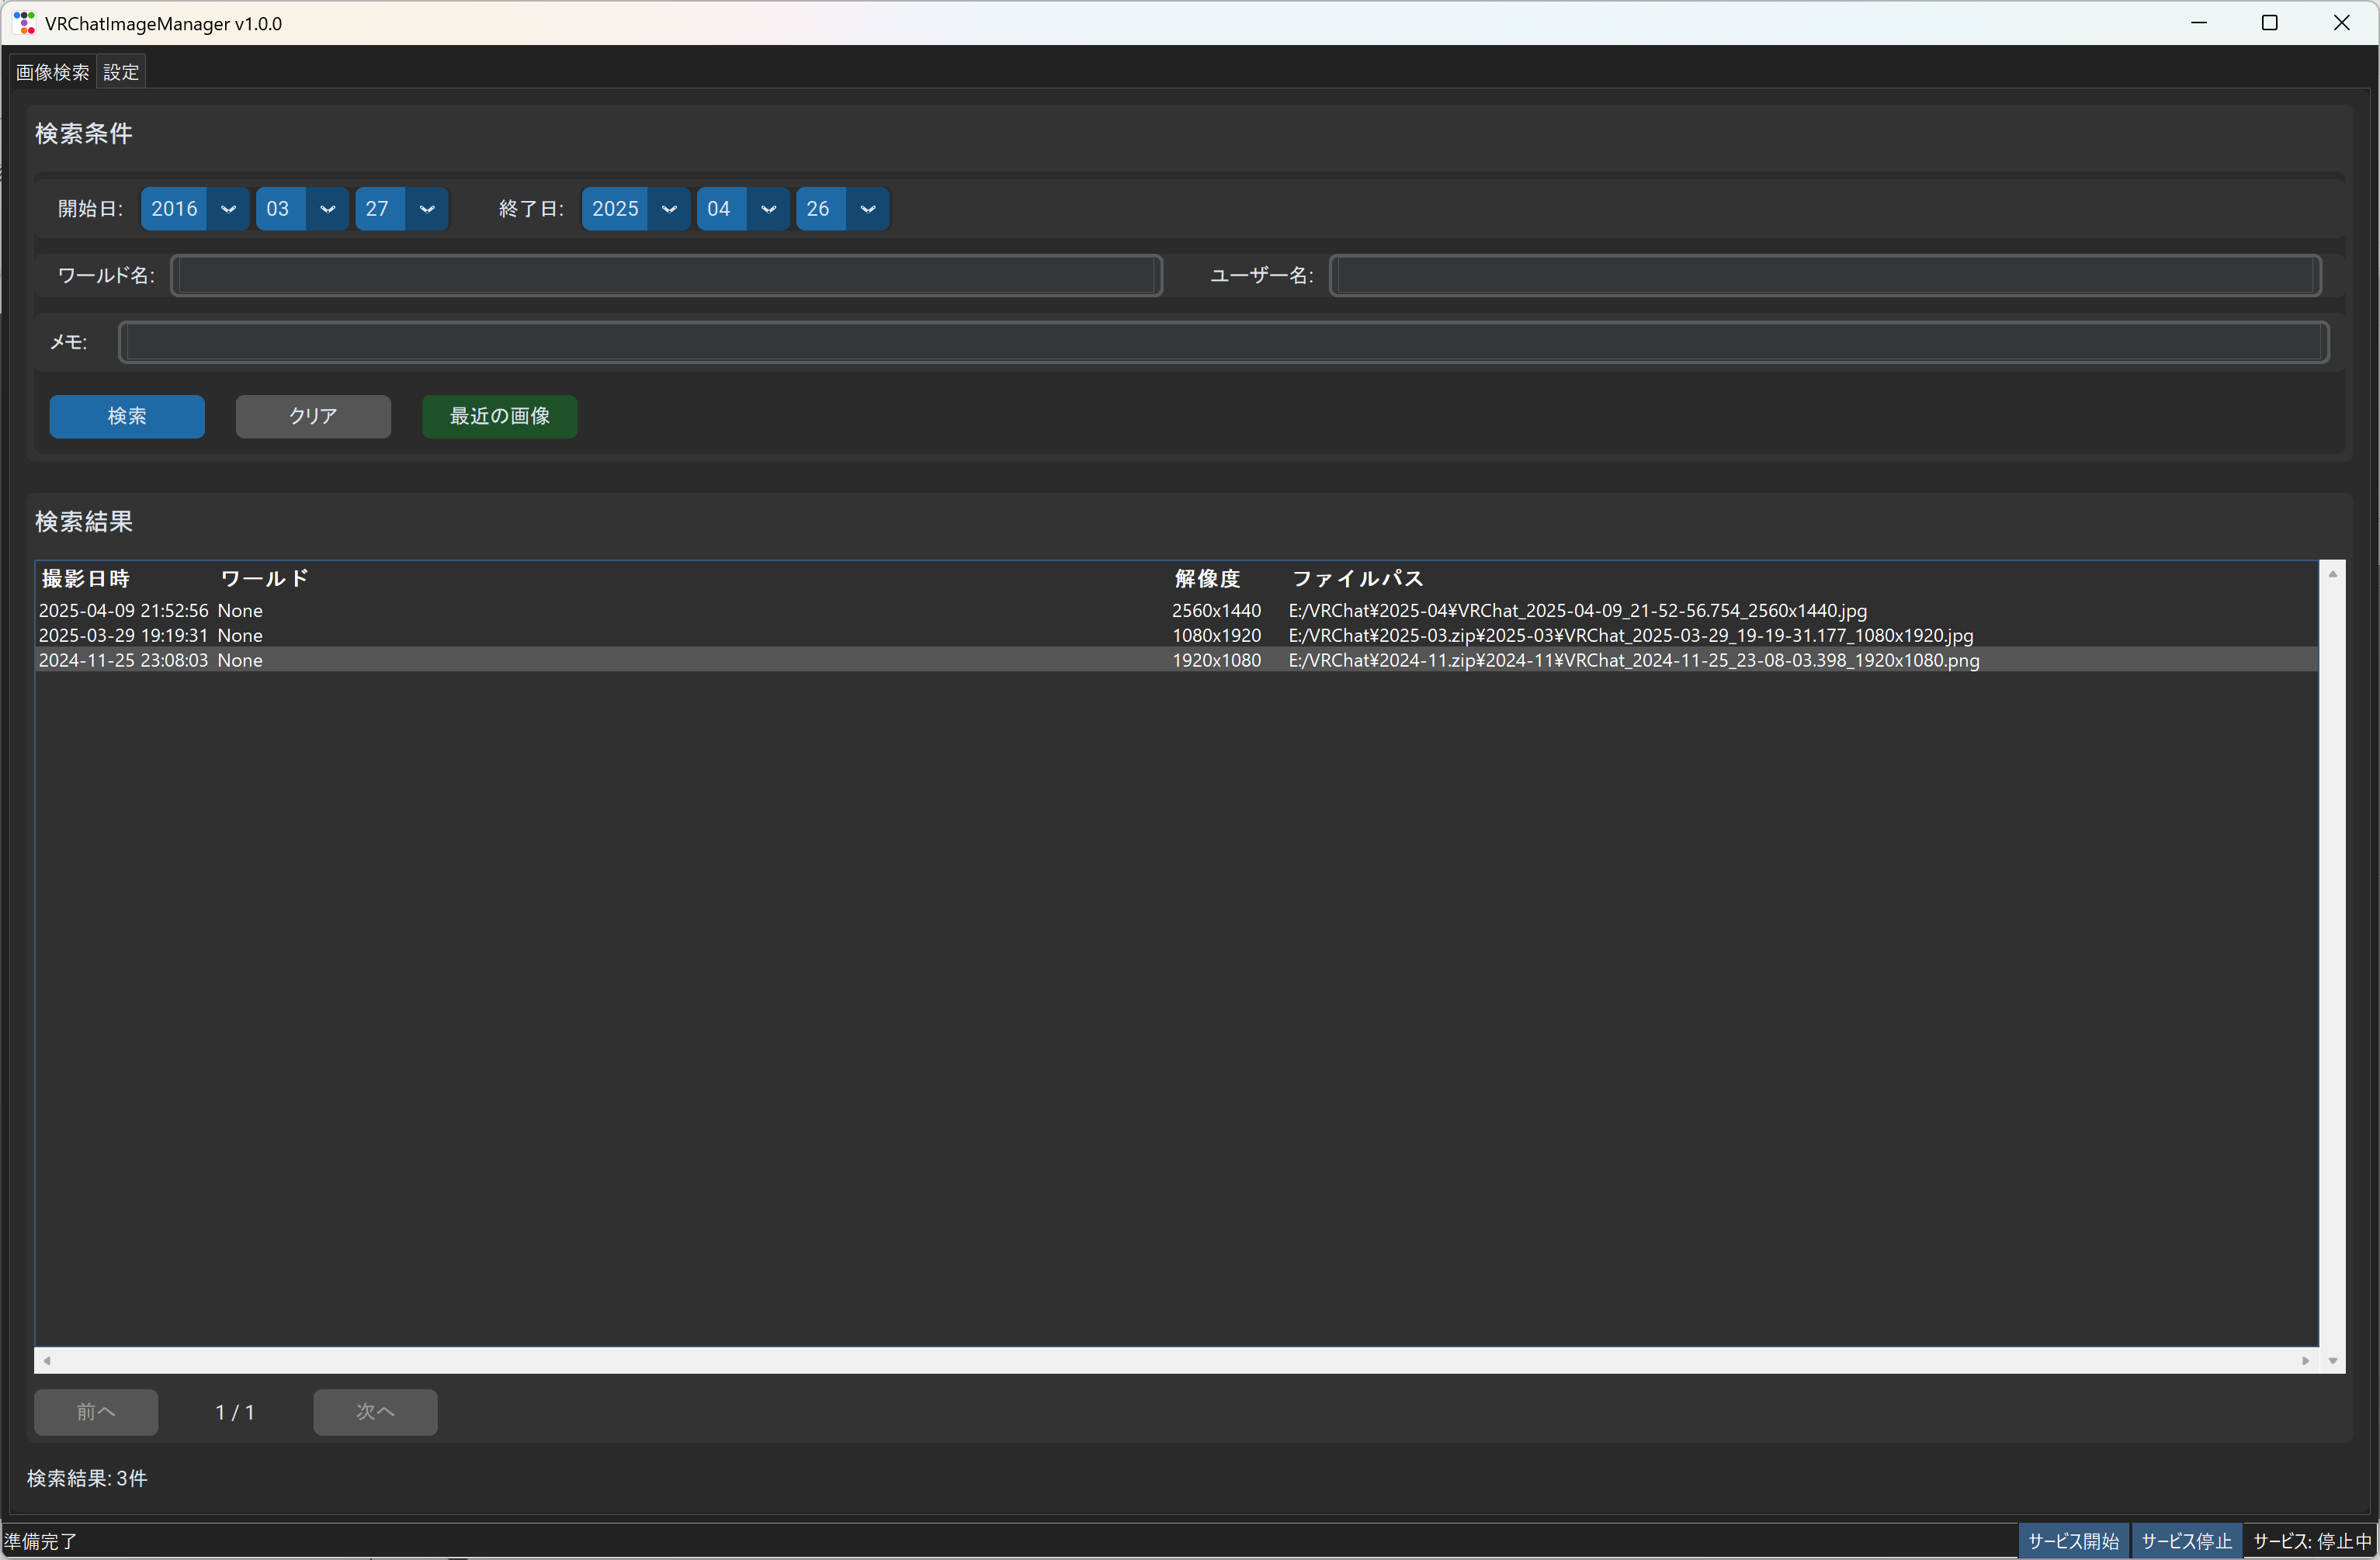 VRChatImageManager v1.0.0
画像検索 設定
検索条件
開始日: 2016 03 27 終了日: 2025 04 26
ワールド名: ユーザー名:
メモ:
検索 クリア 最近の画像
検索結果
撮影日時 ワールド 解像度 ファイルパス
2025-04-09 21:52:56 None 2560x1440 E:/VRChat¥2025-04¥VRChat_2025-04-09_21-52-56.754_2560x1440.jpg
2025-03-29 19:19:31 None 1080x1920 E:/VRChat¥2025-03.zip¥2025-03¥VRChat_2025-03-29_19-19-31.177_1080x1920.jpg
2024-11-25 23:08:03 None 1920x1080 E:/VRChat¥2024-11.zip¥2024-11¥VRChat_2024-11-25_23-08-03.398_1920x1080.png
前へ 1 / 1 次へ
検索結果: 3件
準備完了 サービス開始 サービス停止 サービス: 停止中